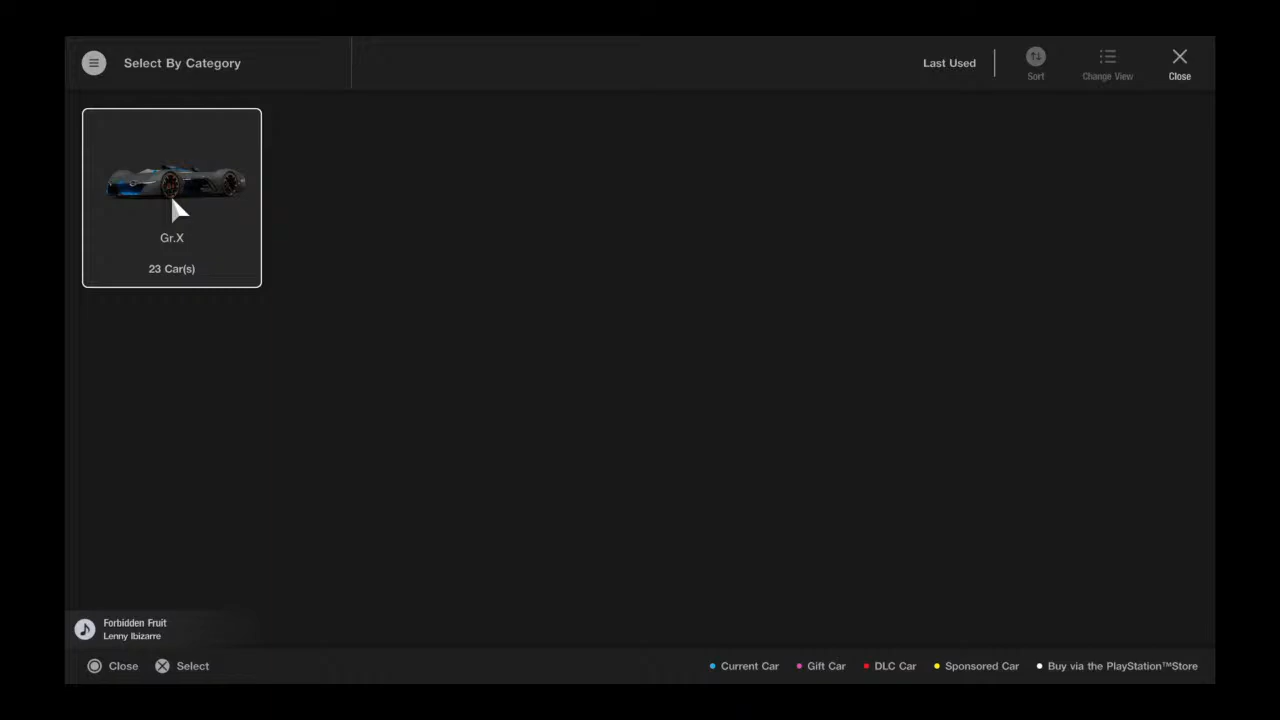 Select By Category
Last Used
Sort
Change View
Close
Gr.X
23 Car(s)
Forbidden Fruit
Lenny Ibizarre
Close
Select
Current Car
Gift Car
DLC Car
Sponsored Car
Buy via the PlayStation™Store